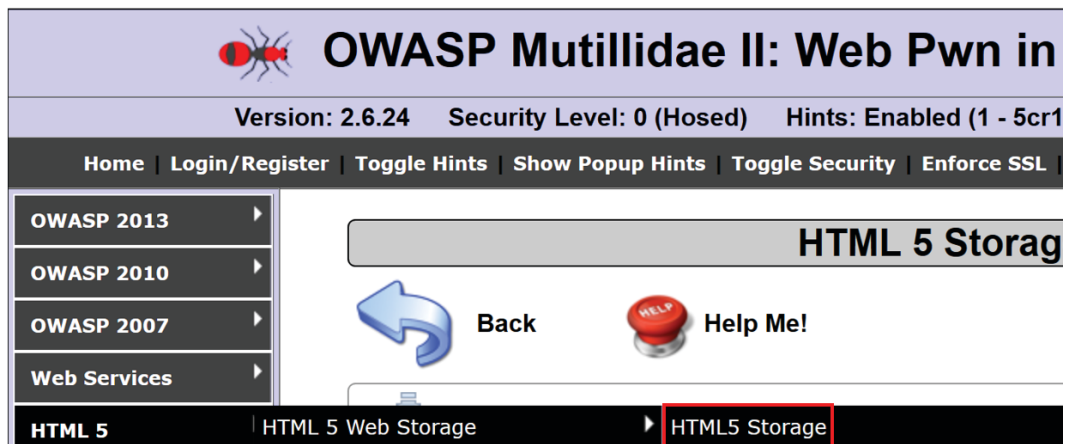 OWASP Mutillidae II: Web Pwn in
Version: 2.6.24 Security Level: 0 (Hosed) Hints: Enabled (1 - 5cr1
Home | Login/Register | Toggle Hints | Show Popup Hints | Toggle Security | Enforce SSL |
OWASP 2013
OWASP 2010
OWASP 2007
Web Services
HTML 5
HTML 5 Storag
Back
HELP
Help Me!
HTML 5 Web Storage
HTML5 Storage